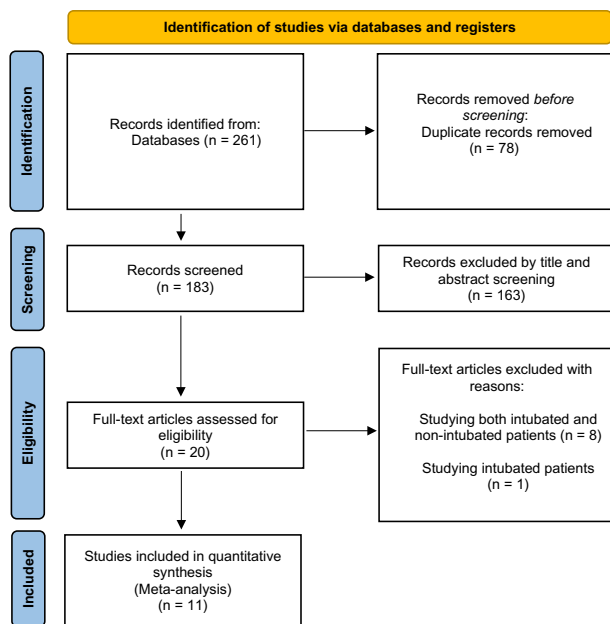 Identification of studies via databases and registers
Identification
Records identified from:
Databases (n = 261)
Records removed before
screening:
Duplicate records removed
(n = 78)
Screening
Records screened
(n = 183)
Records excluded by title and
abstract screening
(n = 163)
Eligibility
Full-text articles assessed for
eligibility
(n = 20)
Full-text articles excluded with
reasons:
Studying both intubated and
non-intubated patients (n = 8)
Studying intubated patients
(n = 1)
Included
Studies included in quantitative
synthesis
(Meta-analysis)
(n = 11)